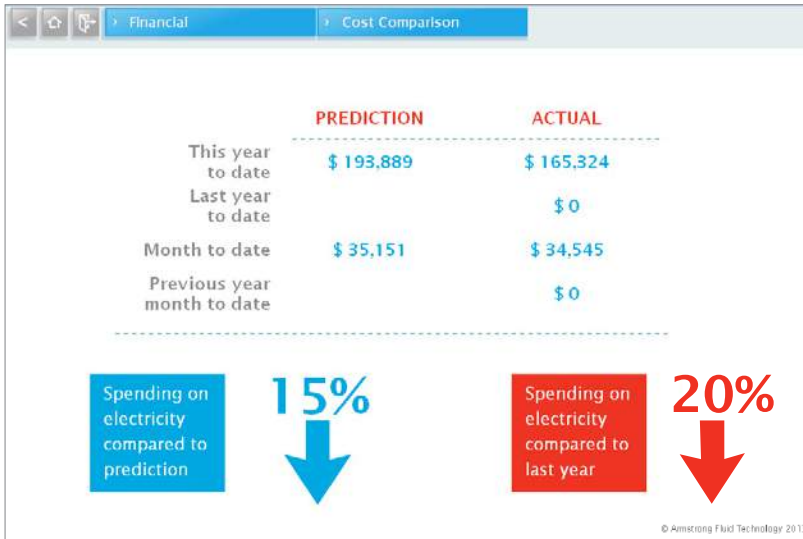 < › Financial › Cost Comparison
PREDICTION ACTUAL
This year
to date $ 193,889 $ 165,324
Last year
to date $ 0
Month to date $ 35,151 $ 34,545
Previous year
month to date $ 0
Spending on
electricity
compared to
prediction
15%
Spending on
electricity
compared to
last year
20%
© Armstrong Fluid Technology